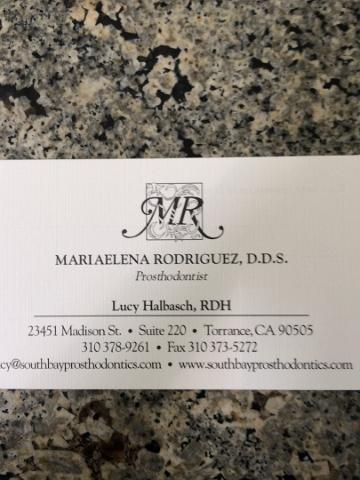 MR
MARIAELENA RODRIGUEZ, D.D.S.
Prosthodontist
Lucy Halbasch, RDH
23451 Madison St. • Suite 220 • Torrance, CA 90505
310 378-9261 • Fax 310 373-5272
cy@southbayprosthodontics.com • www.southbayprosthodontics.com